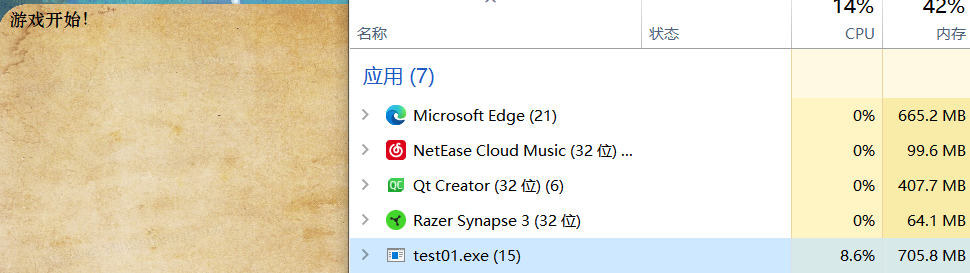 游戏开始!
14%
42%
名称
状态
CPU
内存
应用 (7)
Microsoft Edge (21)
0%
665.2 MB
NetEase Cloud Music (32 位) ...
0%
99.6 MB
Qt Creator (32 位) (6)
0%
407.7 MB
Razer Synapse 3 (32 位)
0%
64.1 MB
test01.exe (15)
8.6%
705.8 MB